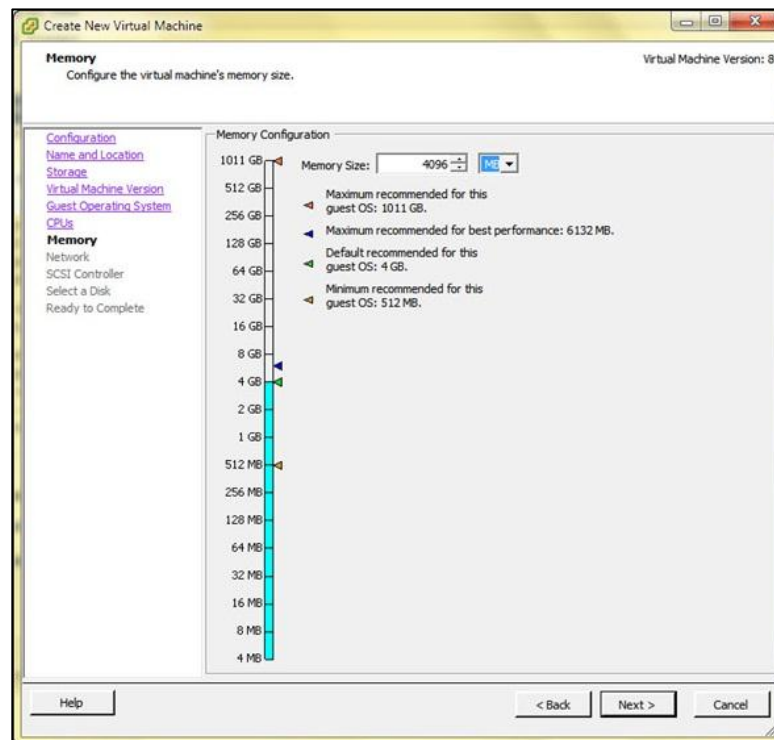 Create New Virtual Machine
Memory
Virtual Machine Version: 8
Configure the virtual machine's memory size.
Configuration
Name and Location
Storage
Virtual Machine Version
Guest Operating System
CPUs
Memory
Network
SCSI Controller
Select a Disk
Ready to Complete
Memory Configuration
1011 GB
512 GB
256 GB
128 GB
64 GB
32 GB
16 GB
8 GB
4 GB
2 GB
1 GB
512 MB
256 MB
128 MB
64 MB
32 MB
16 MB
8 MB
4 MB
Memory Size: 4096 MB
Maximum recommended for this
guest OS: 1011 GB.
Maximum recommended for best performance: 6132 MB.
Default recommended for this
guest OS: 4 GB.
Minimum recommended for this
guest OS: 512 MB.
Help
< Back
Next >
Cancel